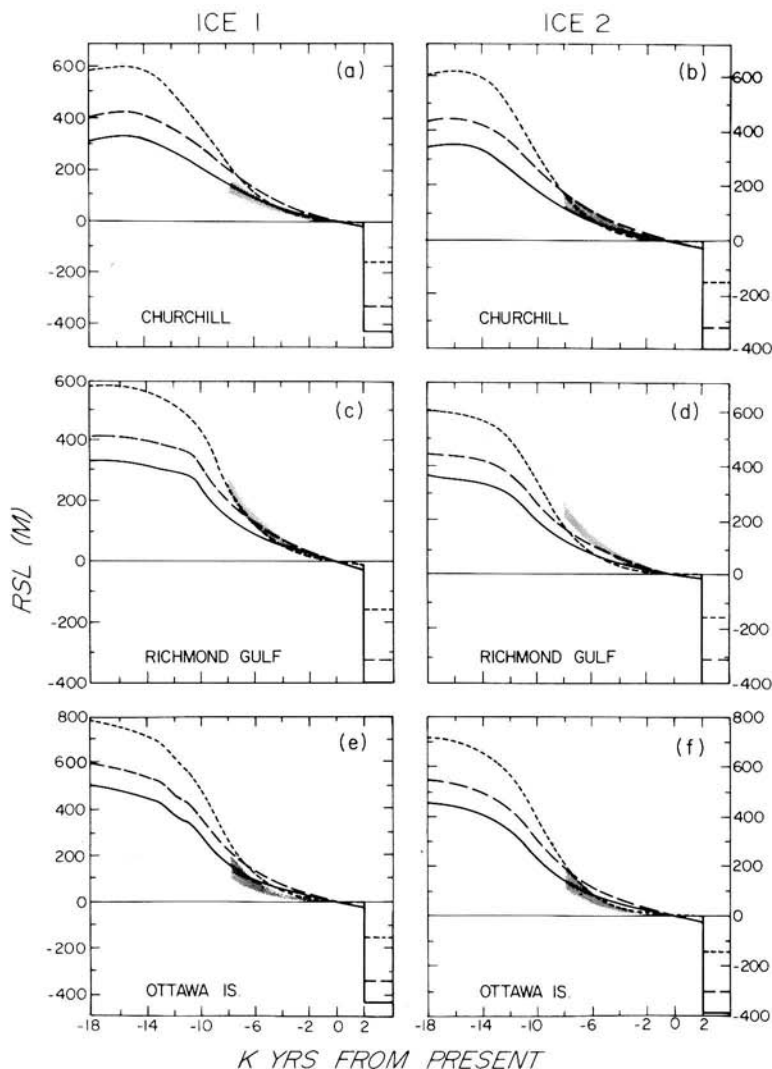 ICE 1
ICE 2
(a)
600
400
200
0
-200
-400
CHURCHILL
(b)
600
400
200
0
-200
-400
CHURCHILL
(c)
600
400
200
0
-200
-400
RICHMOND GULF
(d)
600
400
200
0
-200
-400
RICHMOND GULF
RSL (M)
(e)
800
600
400
200
0
-200
-400
-500
OTTAWA IS.
(f)
800
600
400
200
0
-200
-400
OTTAWA IS.
-18 -14 -10 -6 -2 0 2 4
-18 -14 -10 -6 -2 0 2 4
K YRS FROM PRESENT